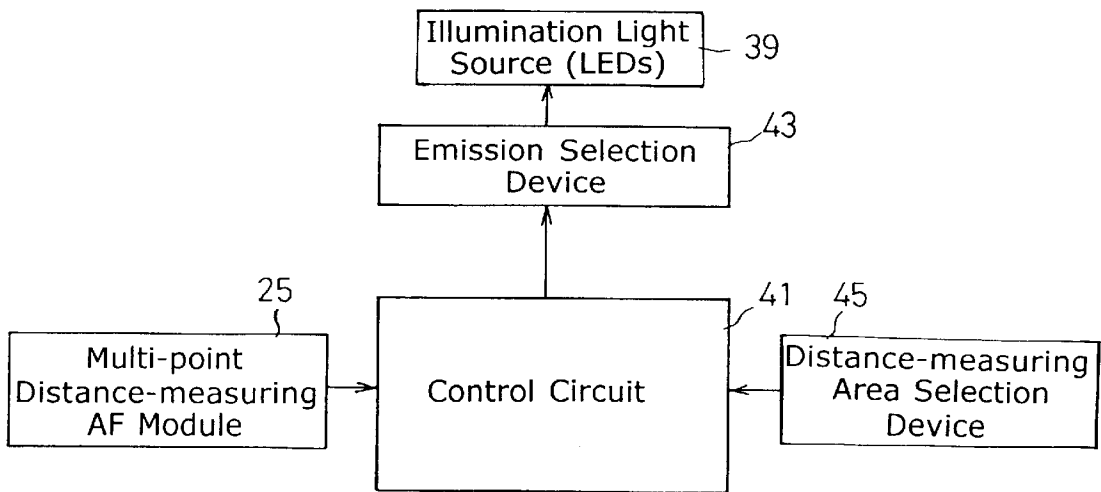 Illumination Light
Source (LEDs)
39
Emission Selection
Device
43
25
Multi-point
Distance-measuring
AF Module
41
Control Circuit
45
Distance-measuring
Area Selection
Device